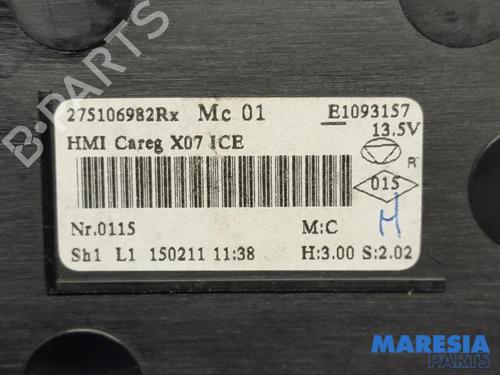 275106982Rx Mc 01 E1093157
13.5V
HMI Careg X07 ICE
R
015
Nr.0115 M:C H
Sh1 L1 150211 11:38 H:3.00 S:2.02
B-PARTS
MARESIA
PARTS